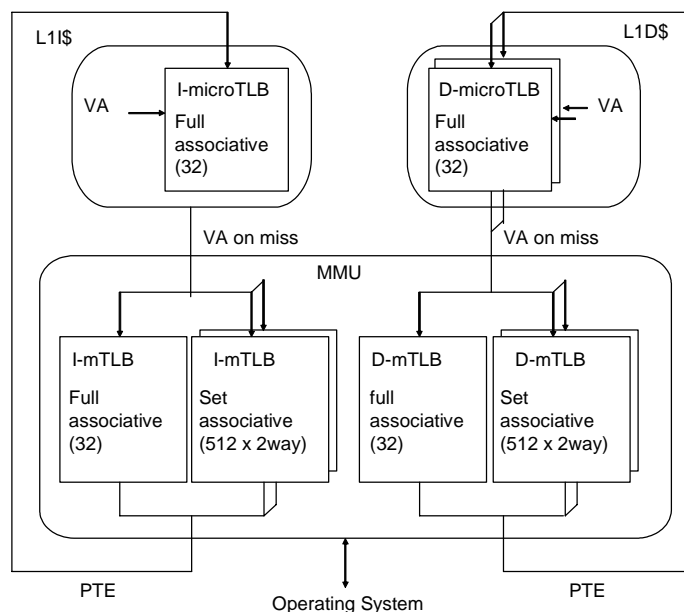 L1I$
L1D$
I-microTLB
VA
Full
associative
(32)
D-microTLB
VA
Full
associative
(32)
VA on miss
VA on miss
MMU
I-mTLB
Full
associative
(32)
I-mTLB
Set
associative
(512 x 2way)
D-mTLB
full
associative
(32)
D-mTLB
Set
associative
(512 x 2way)
PTE
Operating System
PTE